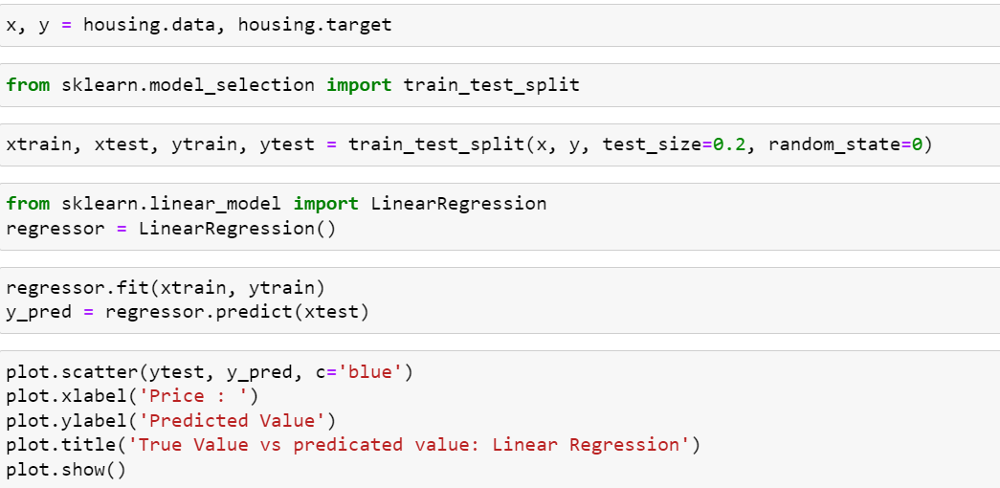 x, y = housing.data, housing.target
from sklearn.model_selection import train_test_split
xtrain, xtest, ytrain, ytest = train_test_split(x, y, test_size=0.2, random_state=0)
from sklearn.linear_model import LinearRegression
regressor = LinearRegression()
regressor.fit(xtrain, ytrain)
y_pred = regressor.predict(xtest)
plot.scatter(ytest, y_pred, c='blue')
plot.xlabel('Price : ')
plot.ylabel('Predicted Value')
plot.title('True Value vs predicated value: Linear Regression')
plot.show()